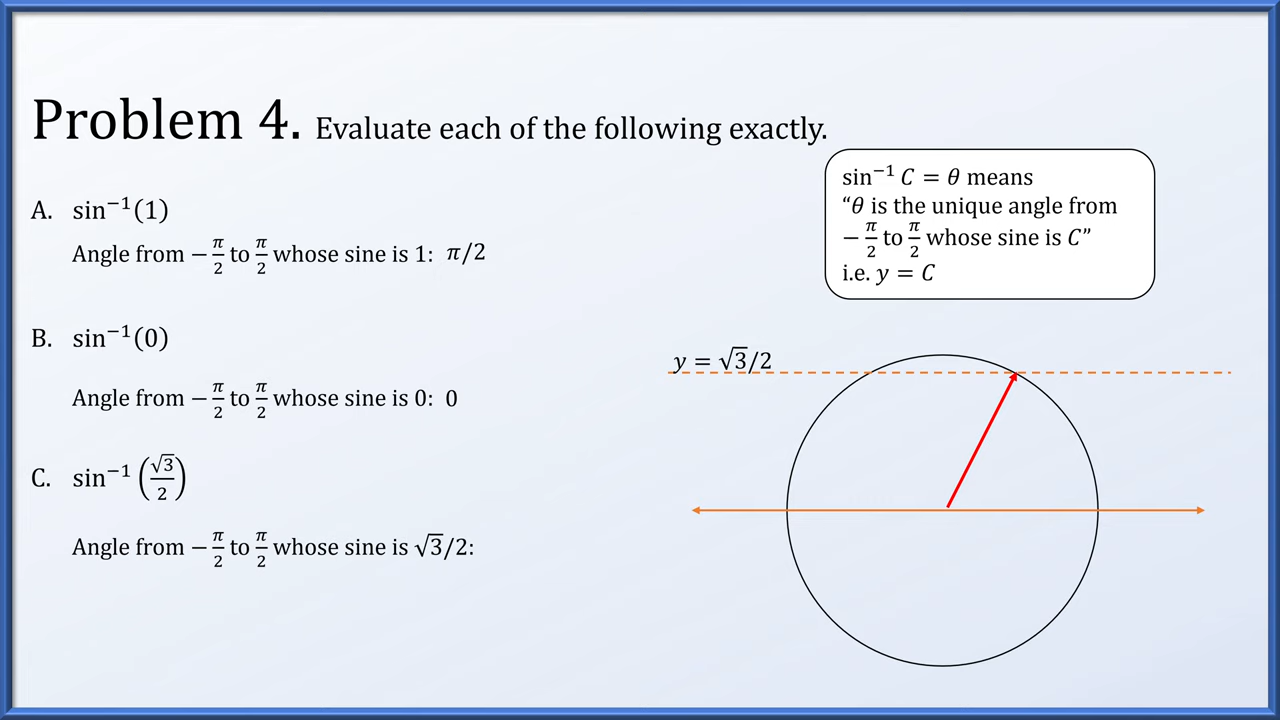 Problem 4. Evaluate each of the following exactly.
sin⁻¹ C = θ means
“θ is the unique angle from
−π/2 to π/2 whose sine is C”
i.e. y = C
A. sin⁻¹(1)
Angle from −π/2 to π/2 whose sine is 1: π/2
B. sin⁻¹(0)
Angle from −π/2 to π/2 whose sine is 0: 0
C. sin⁻¹(√3/2)
Angle from −π/2 to π/2 whose sine is √3/2:
y = √3/2